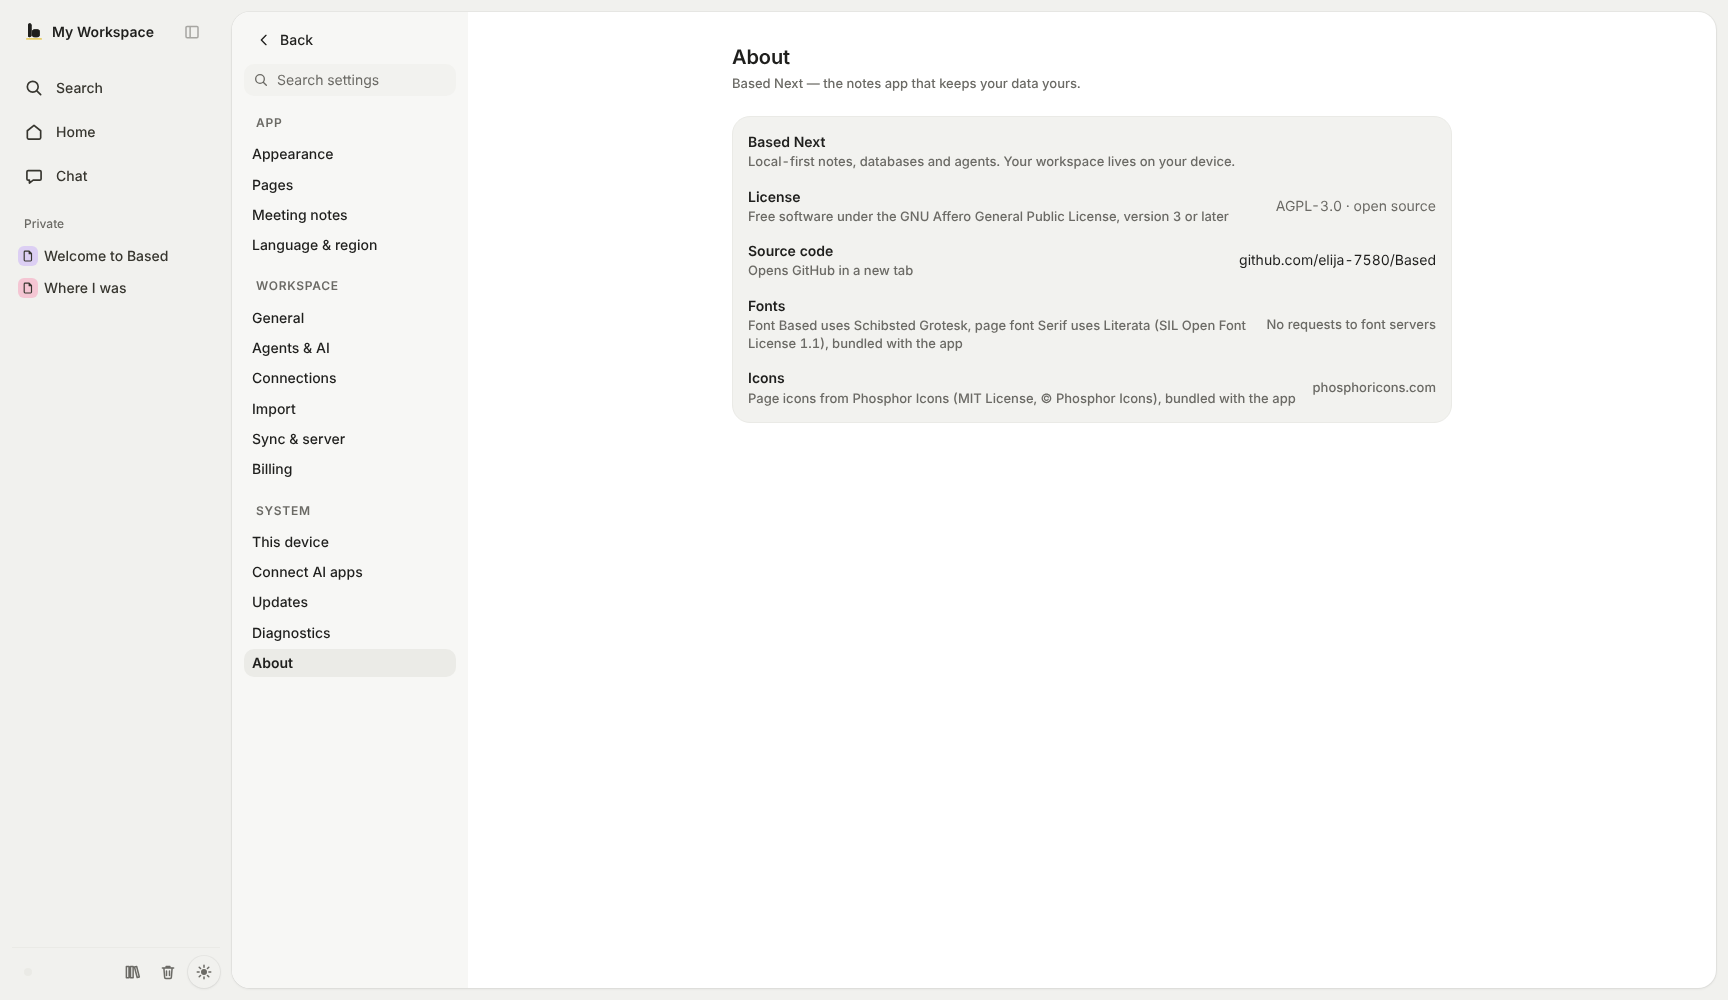 My Workspace
Search
Home
Chat
Private
Welcome to Based
Where I was
Back
Search settings
APP
Appearance
Pages
Meeting notes
Language & region
WORKSPACE
General
Agents & AI
Connections
Import
Sync & server
Billing
SYSTEM
This device
Connect AI apps
Updates
Diagnostics
About
About
Based Next — the notes app that keeps your data yours.
Based Next
Local-first notes, databases and agents. Your workspace lives on your device.
License
Free software under the GNU Affero General Public License, version 3 or later
AGPL-3.0 · open source
Source code
Opens GitHub in a new tab
github.com/elija-7580/Based
Fonts
Font Based uses Schibsted Grotesk, page font Serif uses Literata (SIL Open Font
License 1.1), bundled with the app
No requests to font servers
Icons
Page icons from Phosphor Icons (MIT License, © Phosphor Icons), bundled with the app
phosphoricons.com